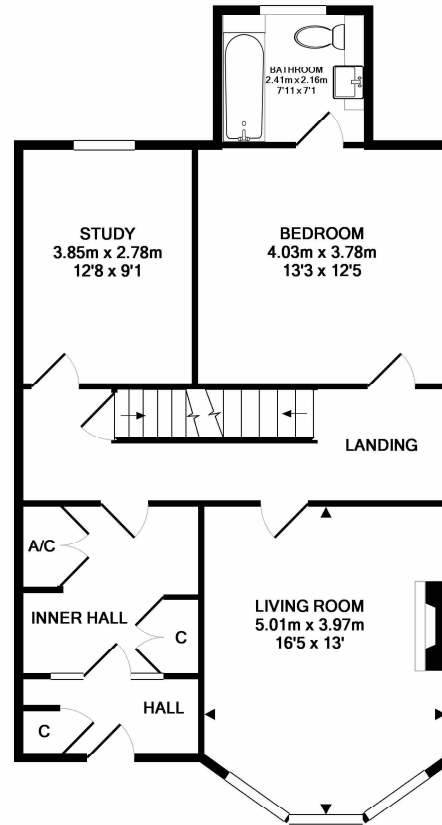 BATHROOM
2.41m x 2.16m
7'11 x 7'1
STUDY
3.85m x 2.78m
12'8 x 9'1
BEDROOM
4.03m x 3.78m
13'3 x 12'5
LANDING
A/C
INNER HALL
C
LIVING ROOM
5.01m x 3.97m
16'5 x 13'
HALL
C